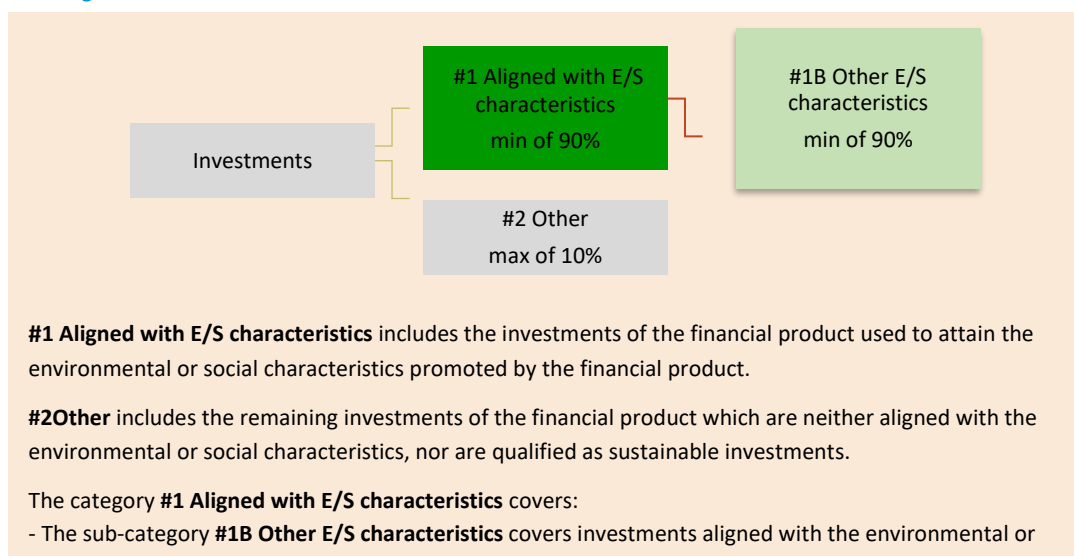 #1 Aligned with E/S
characteristics
min of 90%
#1B Other E/S
characteristics
min of 90%
Investments
#2 Other
max of 10%
#1 Aligned with E/S characteristics includes the investments of the financial product used to attain the
environmental or social characteristics promoted by the financial product.
#2Other includes the remaining investments of the financial product which are neither aligned with the
environmental or social characteristics, nor are qualified as sustainable investments.
The category #1 Aligned with E/S characteristics covers:
- The sub-category #1B Other E/S characteristics covers investments aligned with the environmental or